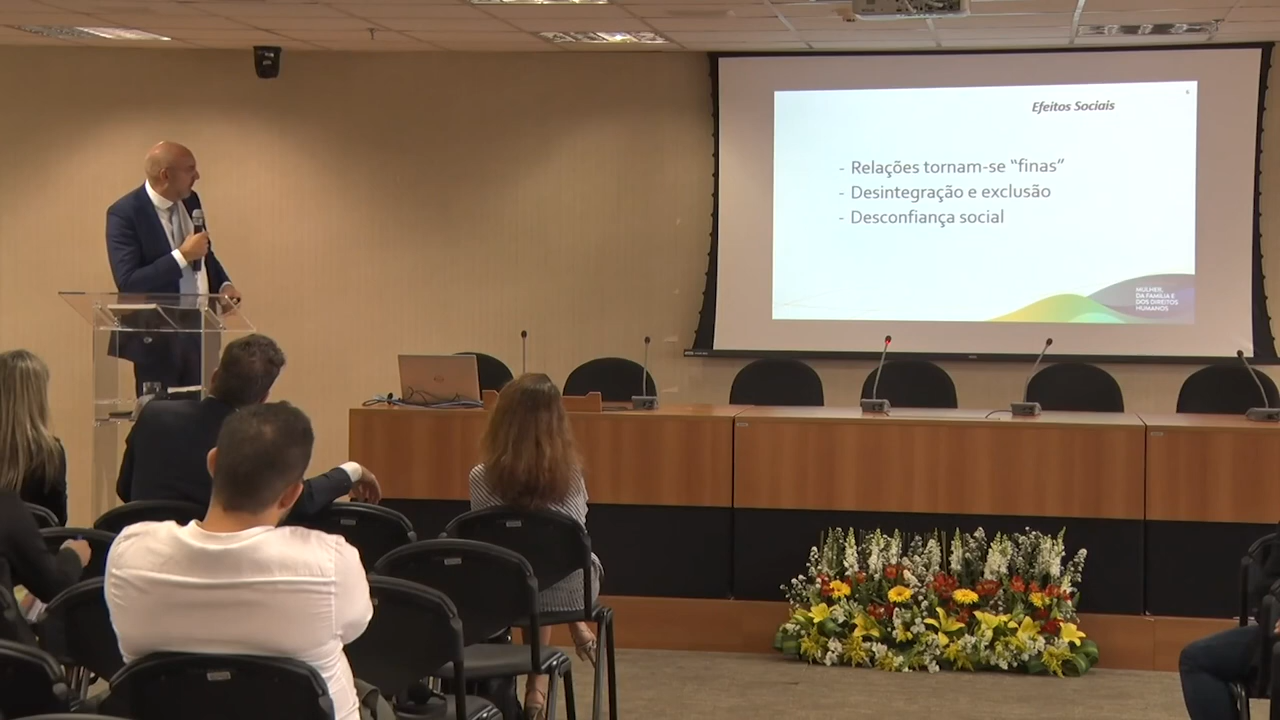 Efeitos Sociais
- Relações tornam-se “finas”
- Desintegração e exclusão
- Desconfiança social
MULHER,
DA FAMÍLIA E
DOS DIREITOS
HUMANOS